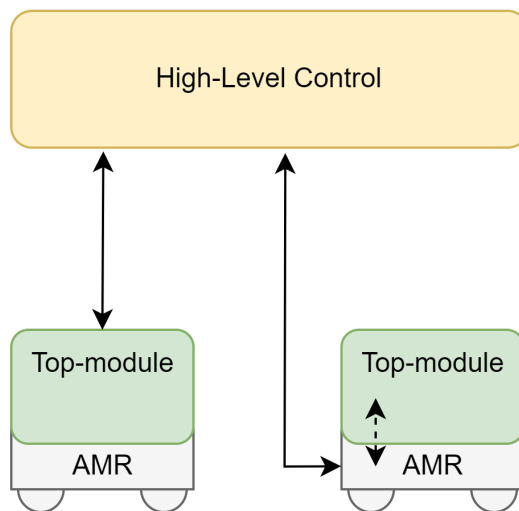 High-Level Control
Top-module
Top-module
AMR
AMR